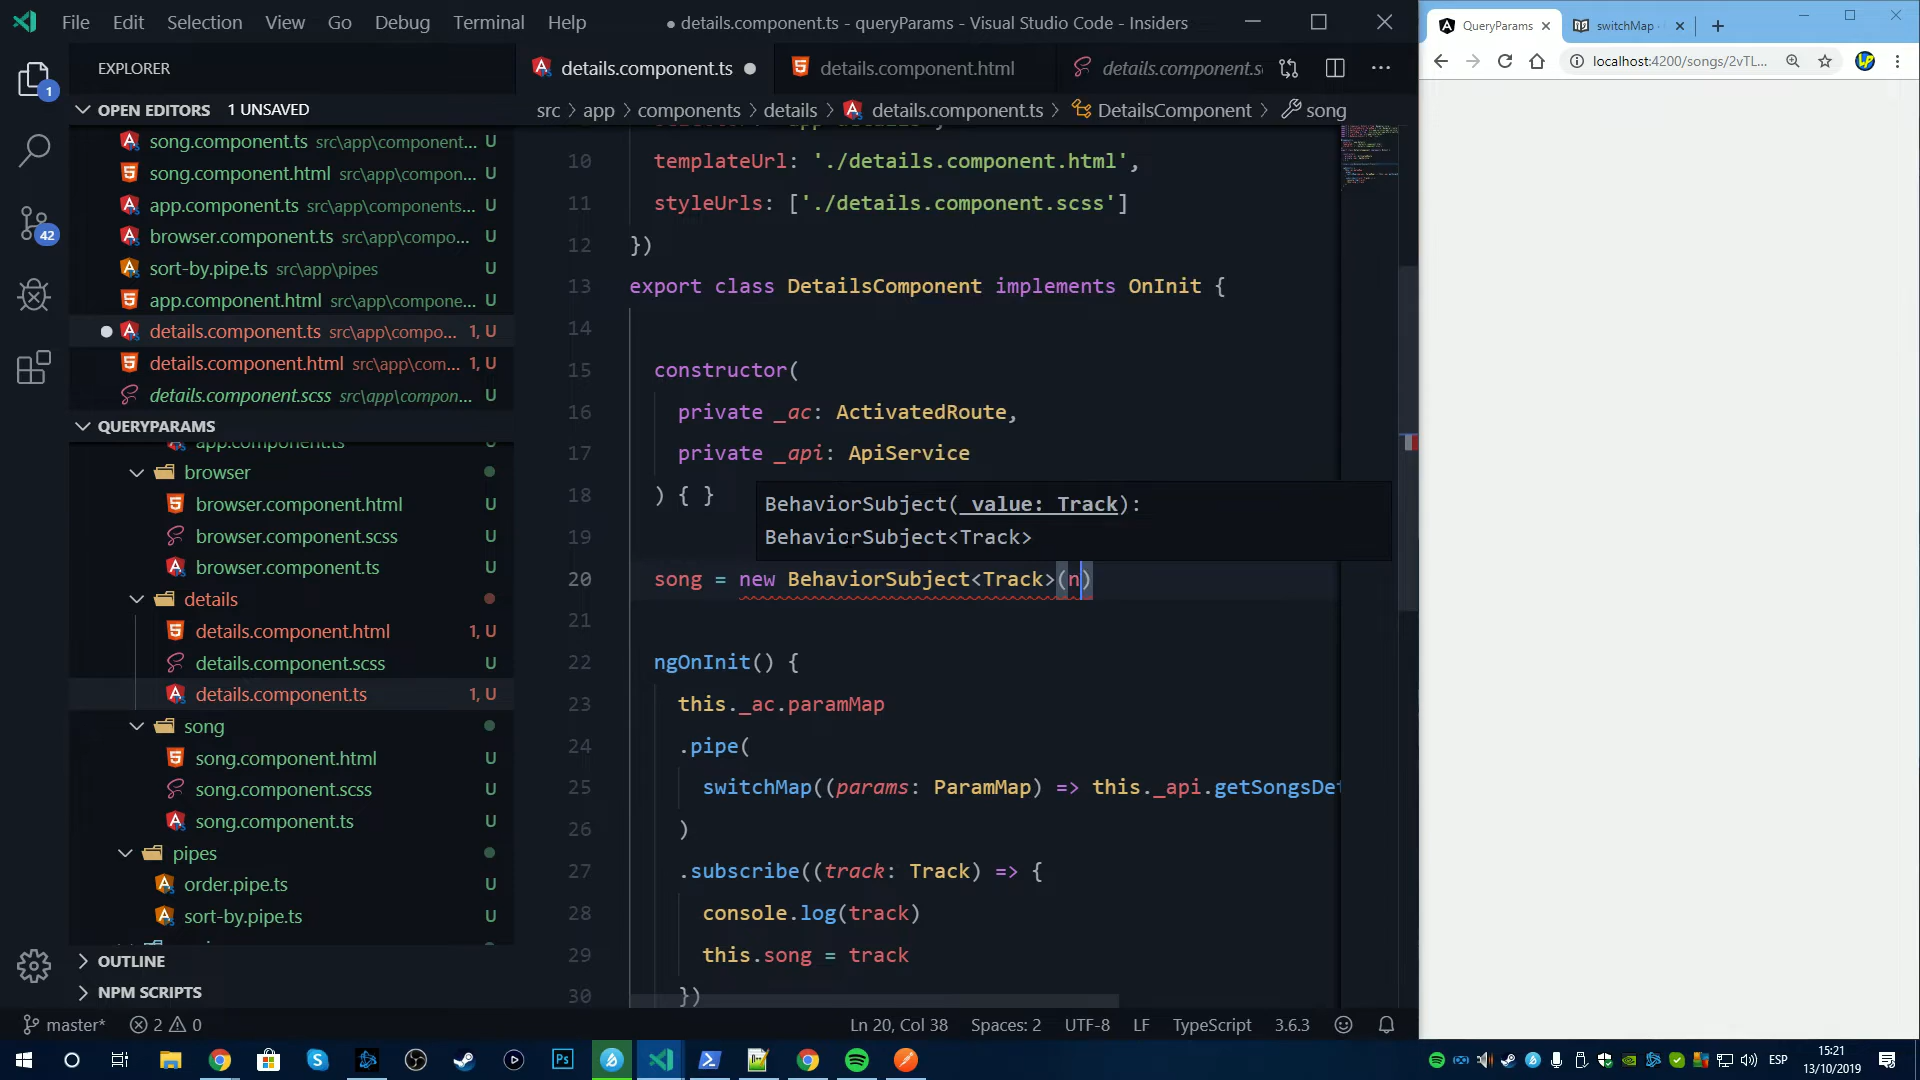 File Edit Selection View Go Debug Terminal Help
● details.component.ts - queryParams - Visual Studio Code - Insiders
EXPLORER
OPEN EDITORS 1 UNSAVED
song.component.ts src\app\component... U
song.component.html src\app\compon... U
app.component.ts src\app\components... U
browser.component.ts src\app\compo... U
sort-by.pipe.ts src\app\pipes U
app.component.html src\app\compone... U
details.component.ts src\app\compo... 1, U
details.component.html src\app\com... 1, U
details.component.scss src\app\compon... U
QUERYPARAMS
app.component.ts U
browser
browser.component.html U
browser.component.scss U
browser.component.ts U
details
details.component.html 1, U
details.component.scss U
details.component.ts 1, U
song
song.component.html U
song.component.scss U
song.component.ts U
pipes
order.pipe.ts U
sort-by.pipe.ts U
OUTLINE
NPM SCRIPTS
1
42
details.component.ts details.component.html details.component.s
src > app > components > details > details.component.ts > DetailsComponent > song
10 templateUrl: './details.component.html',
11 styleUrls: ['./details.component.scss']
12 })
13 export class DetailsComponent implements OnInit {
14
15 constructor(
16 private _ac: ActivatedRoute,
17 private _api: ApiService
18 ) { }
BehaviorSubject(_value: Track):
BehaviorSubject<Track>
19
20 song = new BehaviorSubject<Track>(n)
21
22 ngOnInit() {
23 this._ac.paramMap
24 .pipe(
25 switchMap((params: ParamMap) => this._api.getSongsDet
26 )
27 .subscribe((track: Track) => {
28 console.log(track)
29 this.song = track
30 })
master* 2 0 Ln 20, Col 38 Spaces: 2 UTF-8 LF TypeScript 3.6.3
QueryParams switchMap -
localhost:4200/songs/2vTL...
Ps
ESP
15:21
13/10/2019